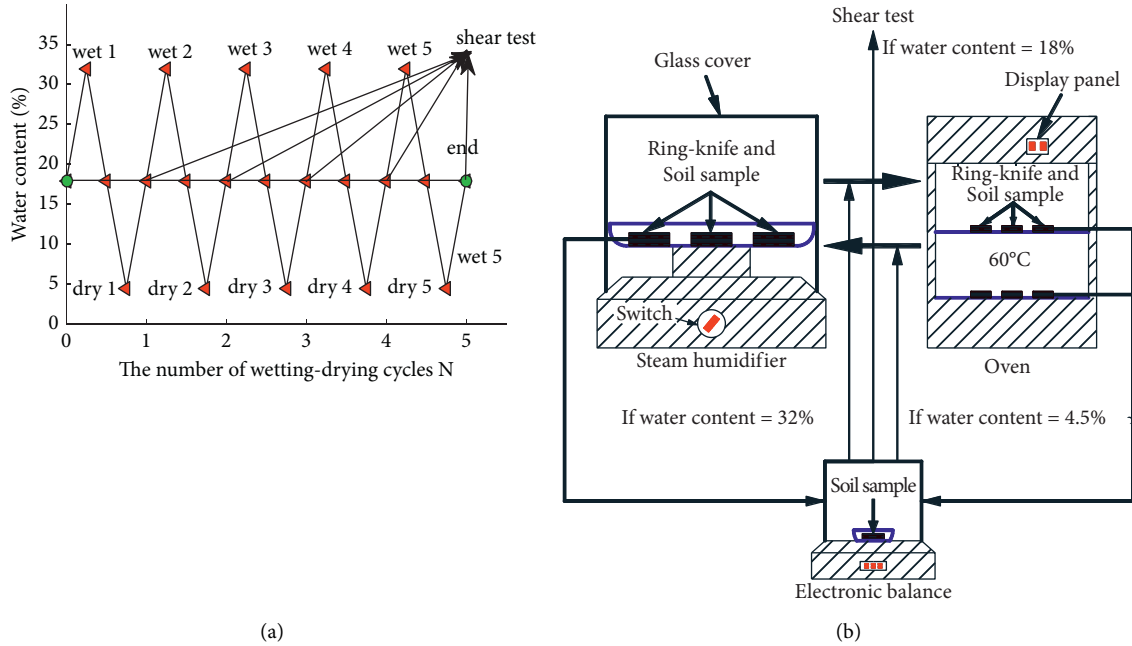 Water content (%)
35
30
25
20
15
10
5
0
wet 1
wet 2
wet 3
wet 4
wet 5
shear test
end
wet 5
dry 1
dry 2
dry 3
dry 4
dry 5
0
1
2
3
4
5
The number of wetting-drying cycles N
(a)
Shear test
If water content = 18%
Glass cover
Display panel
Ring-knife and
Soil sample
Ring-knife and
Soil sample
60°C
Switch
Steam humidifier
Oven
If water content = 32%
If water content = 4.5%
Soil sample
Electronic balance
(b)